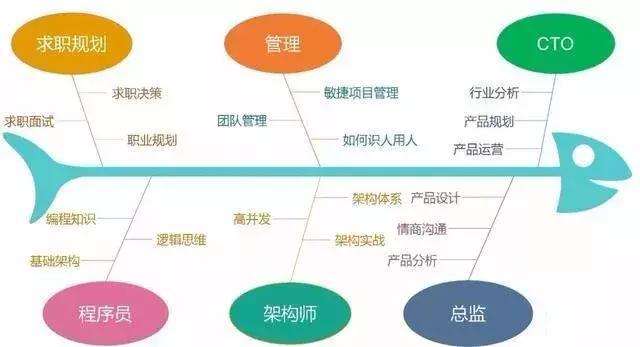 求职规划
管理
CTO
求职决策
求职面试
职业规划
敏捷项目管理
团队管理
如何识人用人
行业分析
产品规划
产品运营
编程知识
逻辑思维
基础架构
架构体系
高并发
架构实战
产品设计
情商沟通
产品分析
程序员
架构师
总监